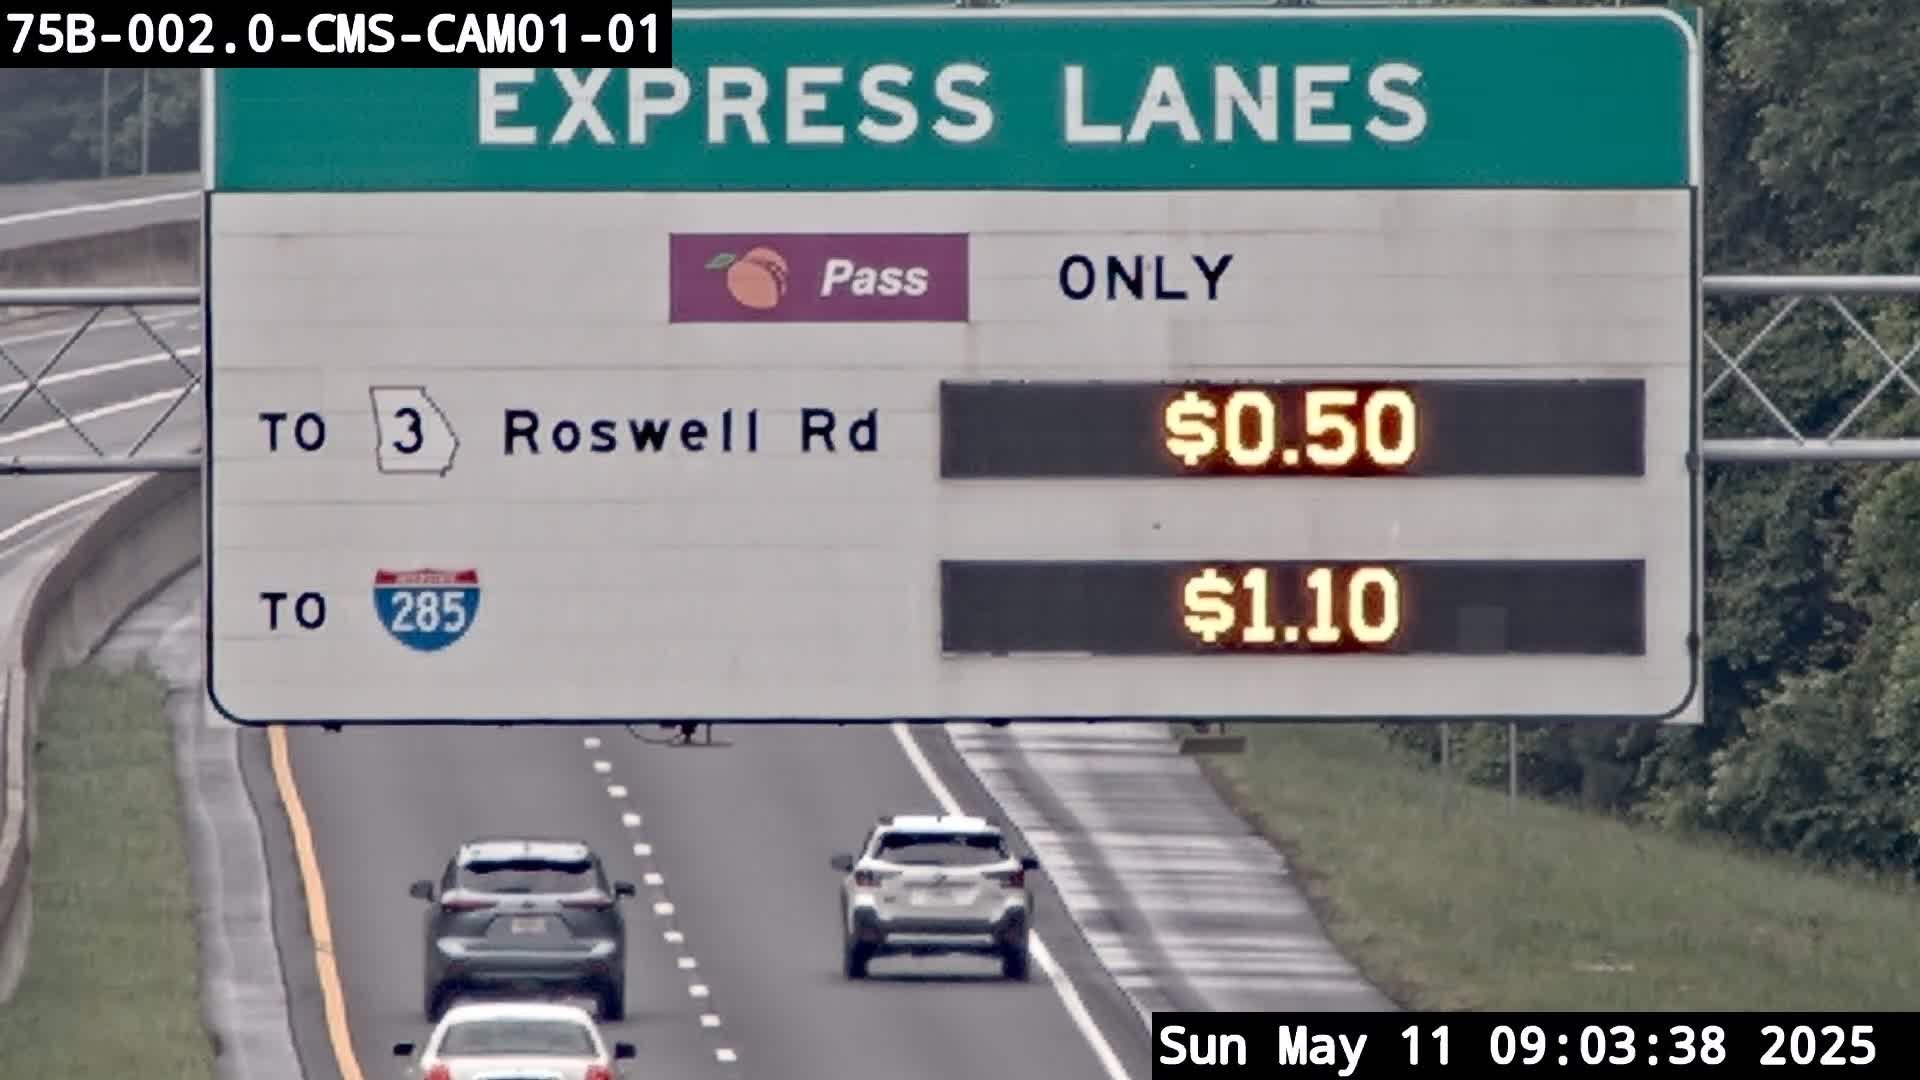 75B-002.0-CMS-CAM01-01
EXPRESS LANES
Pass ONLY
TO 3 Roswell Rd $0.50
TO 285 $1.10
Sun May 11 09:03:38 2025